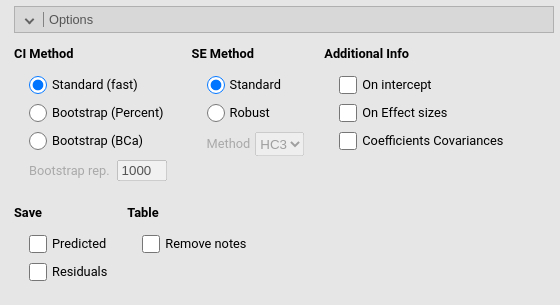 Options
CI Method
SE Method
Additional Info
Standard (fast)
Standard
On intercept
Bootstrap (Percent)
Robust
On Effect sizes
Bootstrap (BCa)
Method HC3
Coefficients Covariances
Bootstrap rep. 1000
Save
Table
Predicted
Remove notes
Residuals